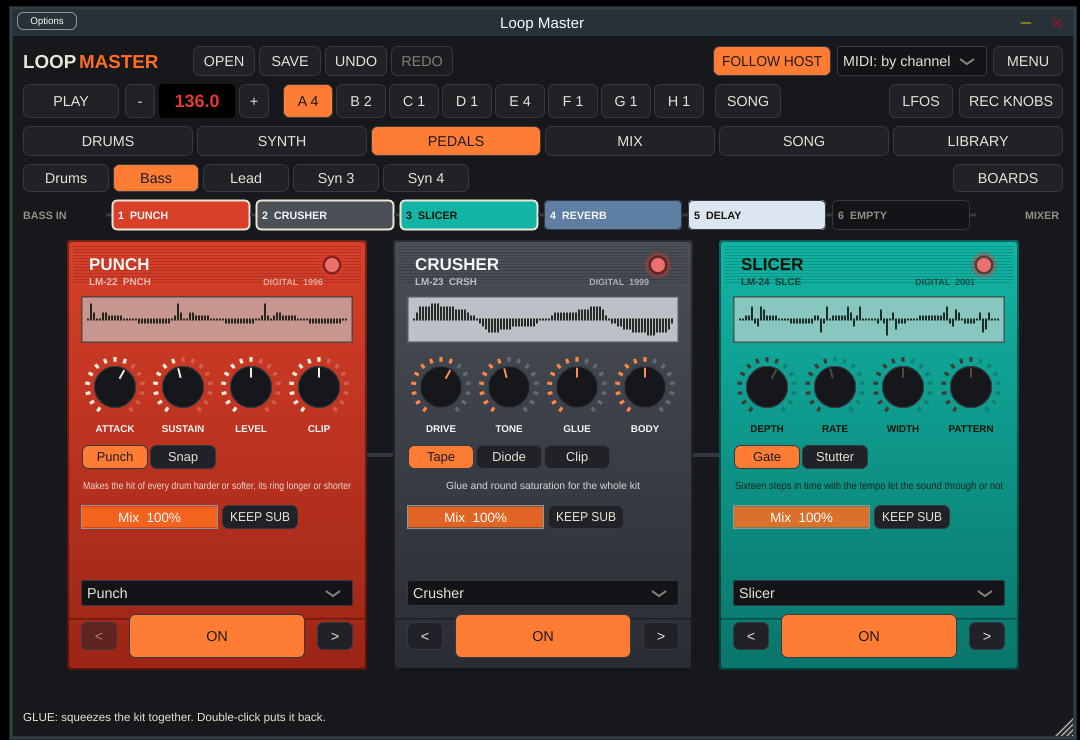 Options
Loop Master
LOOPMASTER OPEN SAVE UNDO REDO FOLLOW HOST MIDI: by channel MENU
PLAY - 136.0 + A 4 B 2 C 1 D 1 E 4 F 1 G 1 H 1 SONG LFOS REC KNOBS
DRUMS SYNTH PEDALS MIX SONG LIBRARY
Drums Bass Lead Syn 3 Syn 4 BOARDS
BASS IN 1 PUNCH 2 CRUSHER 3 SLICER 4 REVERB 5 DELAY 6 EMPTY MIXER
PUNCH
LM-22 PNCH DIGITAL 1996
ATTACK SUSTAIN LEVEL CLIP
Punch Snap
Makes the hit of every drum harder or softer, its ring longer or shorter
Mix 100% KEEP SUB
Punch
< ON >
CRUSHER
LM-23 CRSH DIGITAL 1999
DRIVE TONE GLUE BODY
Tape Diode Clip
Glue and round saturation for the whole kit
Mix 100% KEEP SUB
Crusher
< ON >
SLICER
LM-24 SLCE DIGITAL 2001
DEPTH RATE WIDTH PATTERN
Gate Stutter
Sixteen steps in time with the tempo let the sound through or not
Mix 100% KEEP SUB
Slicer
< ON >
GLUE: squeezes the kit together. Double-click puts it back.